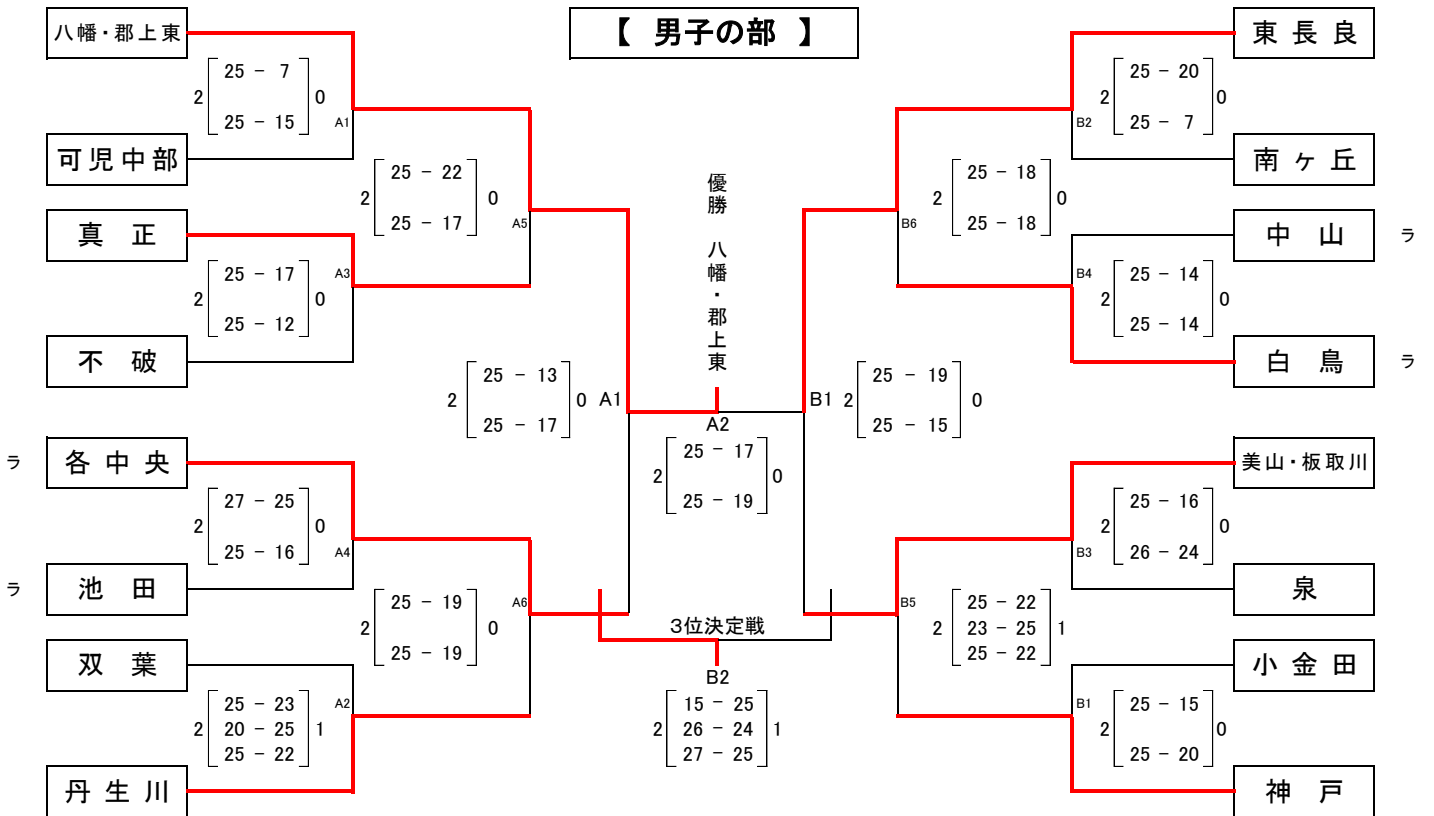 【 男子の部 】
八幡・郡上東
2 25 - 7 0
25 - 15
A1
可児中部
真 正
2 25 - 17 0
25 - 12
A3
不 破
2 25 - 22 0
25 - 17
A5
ラ 各 中 央
2 27 - 25 0
25 - 16
A4
ラ 池 田
双 葉
2 25 - 23
20 - 25 1
25 - 22
A2
丹 生 川
2 25 - 19 0
25 - 19
A6
2 25 - 13 0 A1
25 - 17
優勝 八幡・郡上東
A2
2 25 - 17 0
25 - 19
3位決定戦
B2
15 - 25
2 26 - 24 1
27 - 25
B1 2 25 - 19 0
25 - 15
東 長 良
2 25 - 20 0
25 - 7
B2
南 ヶ 丘
中 山 ラ
B4
2 25 - 14 0
25 - 14
白 鳥 ラ
2 25 - 18 0
25 - 18
B6
美山・板取川
2 25 - 16 0
26 - 24
B3
泉
小 金 田
B1
2 25 - 15 0
25 - 20
神 戸
B5
25 - 22
2 23 - 25 1
25 - 22